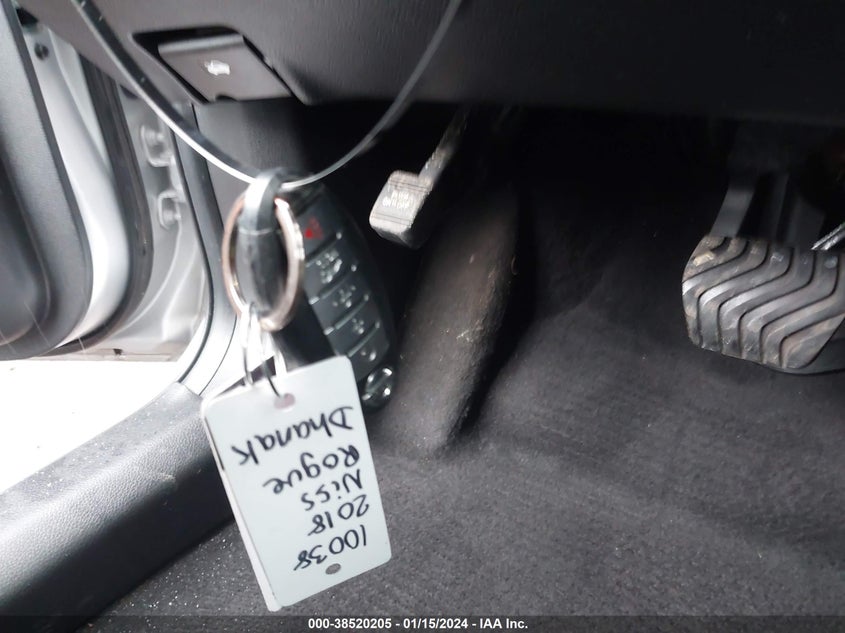 10038
2018
Niss
Rogue
Dhanak
000-38520205 - 01/15/2024 - IAA Inc.